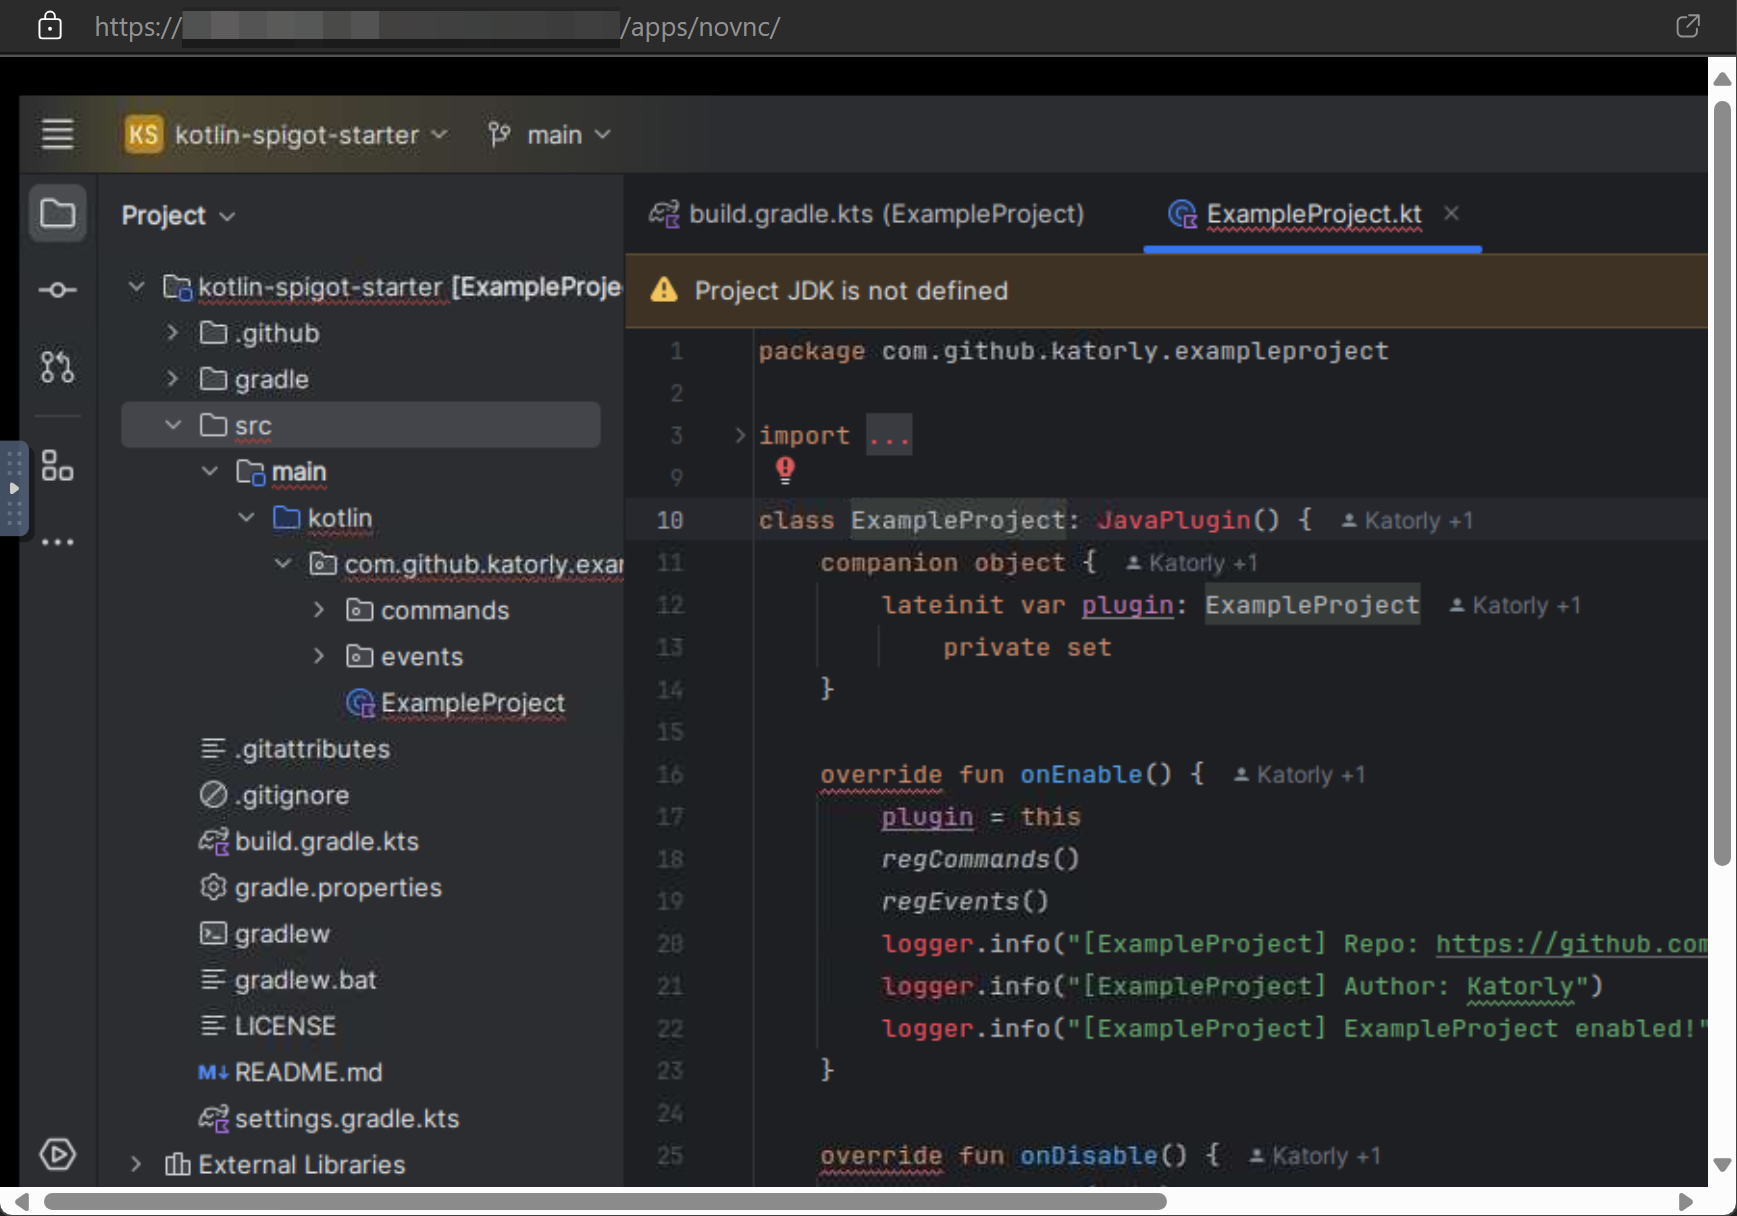 https:// /apps/novnc/
KS kotlin-spigot-starter main
Project
build.gradle.kts (ExampleProject)
ExampleProject.kt
kotlin-spigot-starter [ExampleProje
.github
gradle
src
main
kotlin
com.github.katorly.exa
commands
events
ExampleProject
.gitattributes
.gitignore
build.gradle.kts
gradle.properties
gradlew
gradlew.bat
LICENSE
M↓ README.md
settings.gradle.kts
External Libraries
Project JDK is not defined
1 package com.github.katorly.exampleproject
2
3 import ...
9
10 class ExampleProject: JavaPlugin() { Katorly +1
11 companion object { Katorly +1
12 lateinit var plugin: ExampleProject Katorly +1
13 private set
14 }
15
16 override fun onEnable() { Katorly +1
17 plugin = this
18 regCommands()
19 regEvents()
20 logger.info("[ExampleProject] Repo: https://github.com
21 logger.info("[ExampleProject] Author: Katorly")
22 logger.info("[ExampleProject] ExampleProject enabled!"
23 }
24
25 override fun onDisable() { Katorly +1